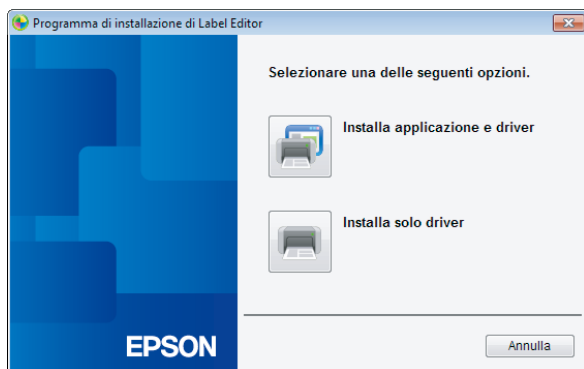 Programma di installazione di Label Editor
Selezionare una delle seguenti opzioni.
Installa applicazione e driver
Installa solo driver
EPSON
Annulla